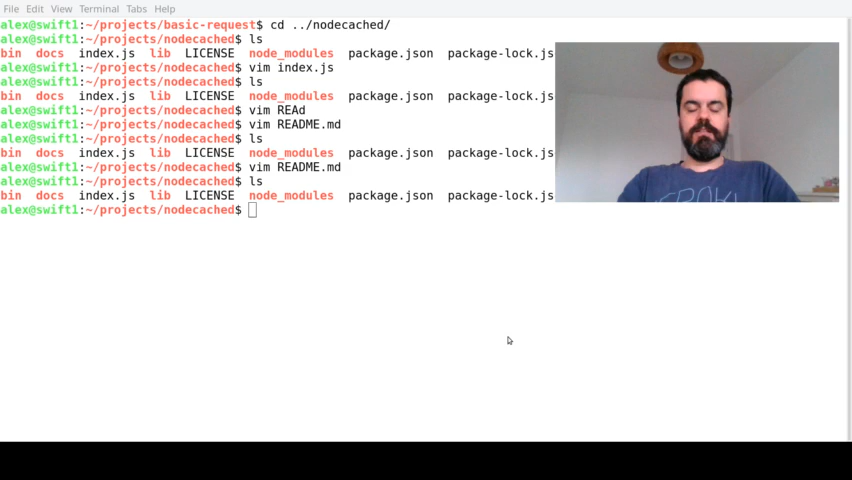 File Edit View Terminal Tabs Help
alex@swift1:~/projects/basic-request$ cd ../nodecached/
alex@swift1:~/projects/nodecached$ ls
bin docs index.js lib LICENSE node_modules package.json package-lock.js
alex@swift1:~/projects/nodecached$ vim index.js
alex@swift1:~/projects/nodecached$ ls
bin docs index.js lib LICENSE node_modules package.json package-lock.js
alex@swift1:~/projects/nodecached$ vim REAd
alex@swift1:~/projects/nodecached$ vim README.md
alex@swift1:~/projects/nodecached$ ls
bin docs index.js lib LICENSE node_modules package.json package-lock.js
alex@swift1:~/projects/nodecached$ vim README.md
alex@swift1:~/projects/nodecached$ ls
bin docs index.js lib LICENSE node_modules package.json package-lock.js
alex@swift1:~/projects/nodecached$